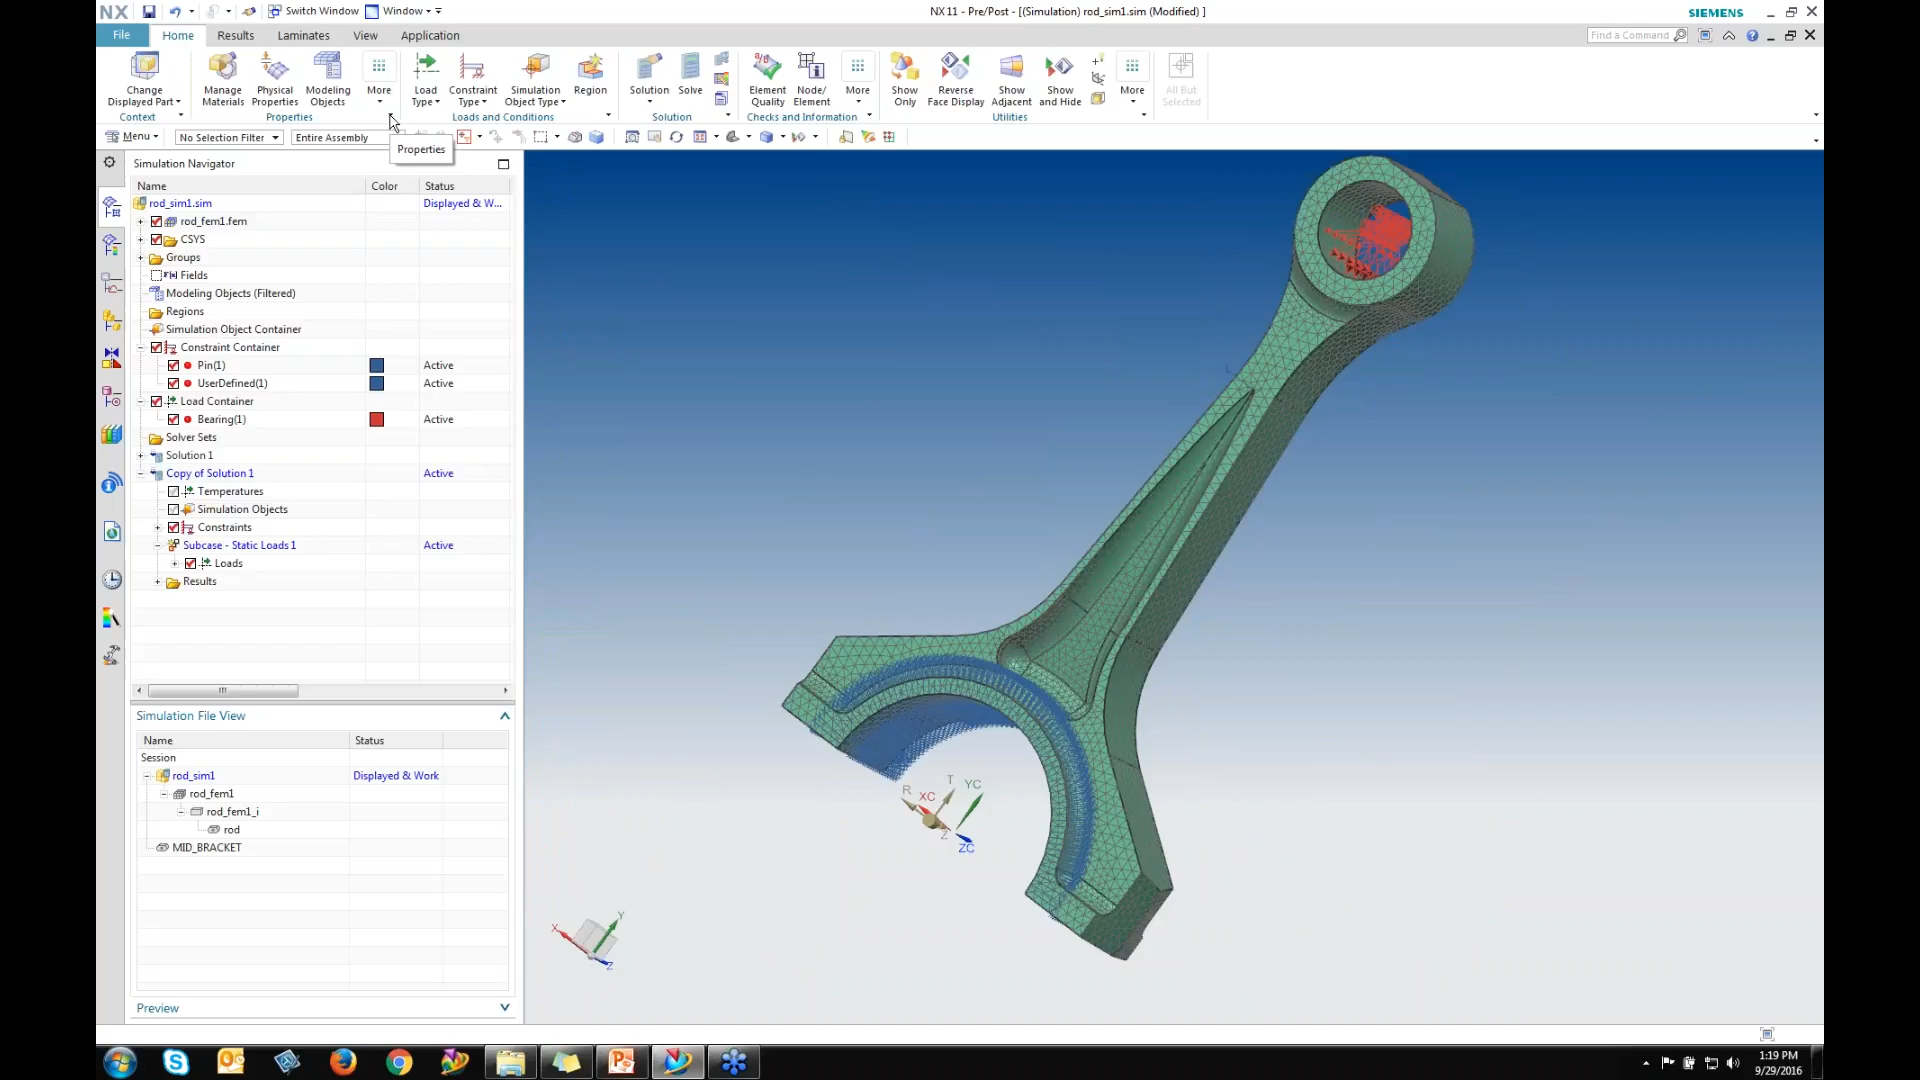 NX Switch Window Window NX 11 - Pre/Post - [(Simulation) rod_sim1.sim (Modified) ] SIEMENS
File Home Results Laminates View Application Find a Command
Change Displayed Part Manage Materials Physical Properties Modeling Objects More Load Type Constraint Type Simulation Object Type Region Solution Solve Element Quality Node/Element More Show Only Reverse Face Display Show Adjacent Show and Hide More All But Selected
Context Properties Loads and Conditions Solution Checks and Information Utilities
Menu No Selection Filter Entire Assembly
Properties
Simulation Navigator
Name Color Status
rod_sim1.sim Displayed & W...
rod_fem1.fem
CSYS
Groups
Fields
Modeling Objects (Filtered)
Regions
Simulation Object Container
Constraint Container
Pin(1) Active
UserDefined(1) Active
Load Container
Bearing(1) Active
Solver Sets
Solution 1
Copy of Solution 1 Active
Temperatures
Simulation Objects
Constraints
Subcase - Static Loads 1 Active
Loads
Results
Simulation File View
Name Status
Session
rod_sim1 Displayed & Work
rod_fem1
rod_fem1_i
rod
MID_BRACKET
Preview
R XC T YC
Z ZC
X Y Z
1:19 PM
9/29/2016